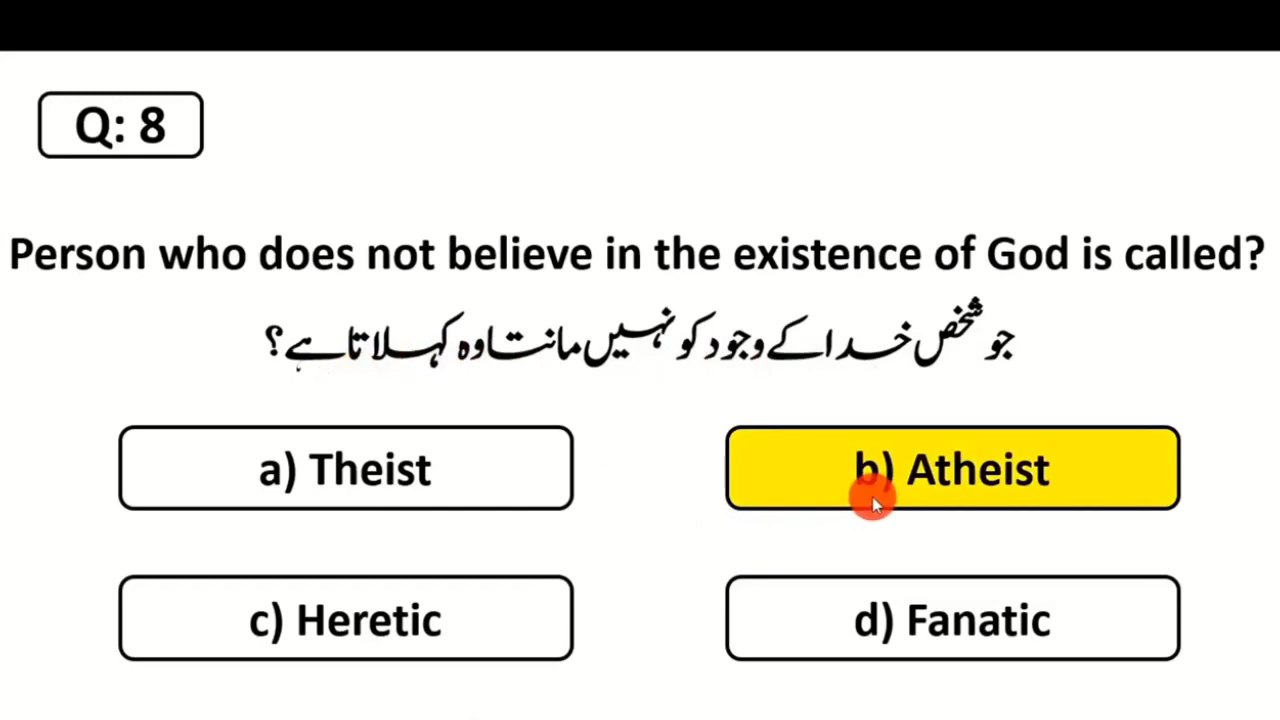 Q: 8
Person who does not believe in the existence of God is called?
جو شخص خدا کے وجود کو نہیں مانتا وہ کہلاتا ہے؟
a) Theist
b) Atheist
c) Heretic
d) Fanatic